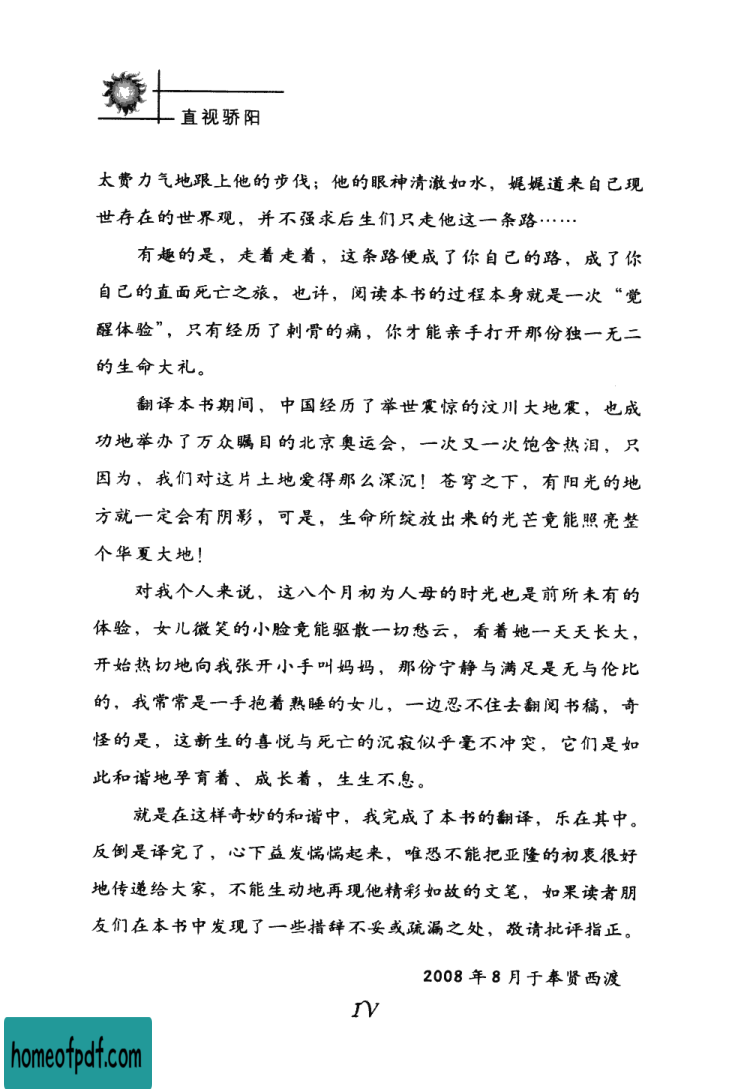 直视骄阳
太费力气地跟上他的步伐；他的眼神清澈如水，娓娓道来自己现
世存在的世界观，并不强求后生们只走他这一条路……
有趣的是，走着走着，这条路便成了你自己的路，成了你
自己的直面死亡之旅，也许，阅读本书的过程本身就是一次“觉
醒体验”，只有经历了刺骨的痛，你才能亲手打开那份独一无二
的生命大礼。
翻译本书期间，中国经历了举世震惊的汶川大地震，也成
功地举办了万众瞩目的北京奥运会，一次又一次饱含热泪，只
因为，我们对这片土地爱得那么深沉！苍穹之下，有阳光的地
方就一定会有阴影，可是，生命所绽放出来的光芒竟能照亮整
个华夏大地！
对我个人来说，这八个月初为人母的时光也是前所未有的
体验，女儿微笑的小脸竟能驱散一切愁云，看着她一天天长大，
开始热切地向我张开小手叫妈妈，那份宁静与满足是无与伦比
的，我常常是一手抱着熟睡的女儿，一边忍不住去翻阅书稿，奇
怪的是，这新生的喜悦与死亡的沉寂似乎毫不冲突，它们是如
此和谐地孕育着、成长着，生生不息。
就是在这样奇妙的和谐中，我完成了本书的翻译，乐在其中。
反倒是译完了，心下益发惴惴起来，唯恐不能把亚隆的初衷很好
地传递给大家，不能生动地再现他精彩如故的文笔，如果读者朋
友们在本书中发现了一些措辞不妥或疏漏之处，敬请批评指正。
2008年8月于奉贤西渡
IV
homeofpdf.com